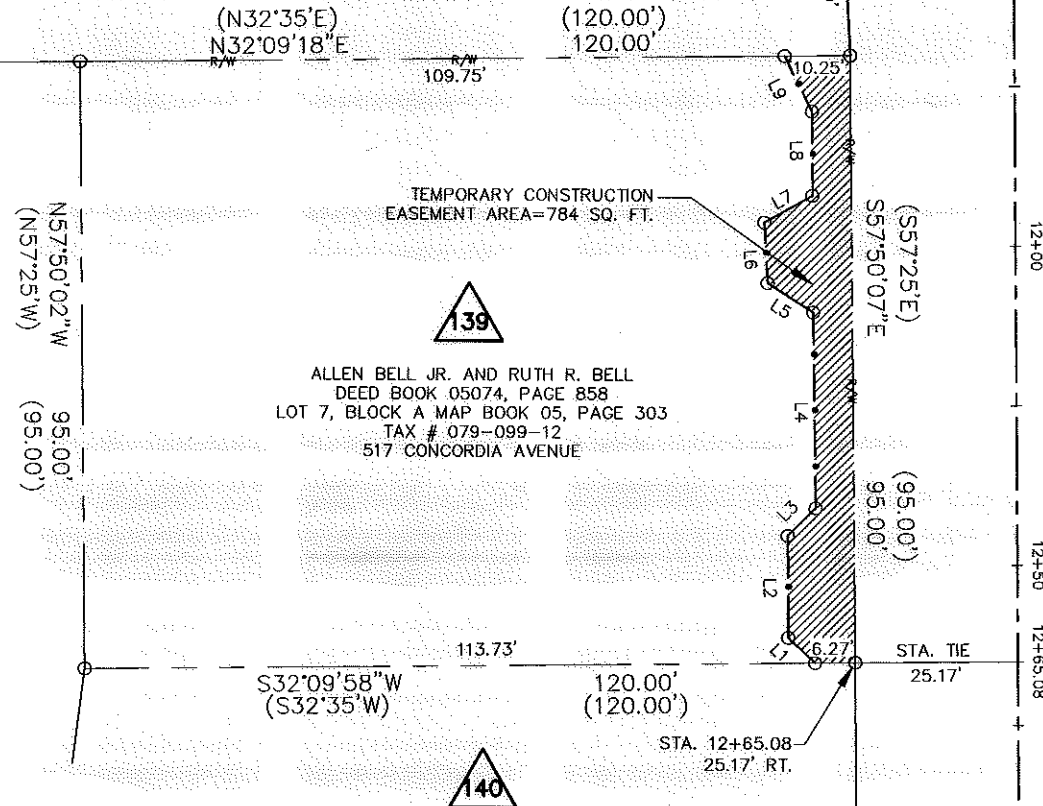 (N32°35'E)
N32°09'18"E
(120.00')
120.00'
R/W
R/W
109.75'
10.25'
L9
L8
R/W
L7
TEMPORARY CONSTRUCTION
EASEMENT AREA=784 SQ. FT.
L6
L5
(S57°25'E)
S57°50'07"E
12+00
N57°50'02"W
(N57°25'W)
139
ALLEN BELL JR. AND RUTH R. BELL
DEED BOOK 05074, PAGE 858
LOT 7, BLOCK A MAP BOOK 05, PAGE 303
TAX # 079-099-12
517 CONCORDIA AVENUE
R/W
L4
95.00'
(95.00')
(95.00')
95.00'
L3
L2
12+50
L1
113.73'
6.27'
STA. TIE
25.17'
12+65.08
S32°09'58"W
(S32°35'W)
120.00'
(120.00')
STA. 12+65.08
25.17' RT.
140